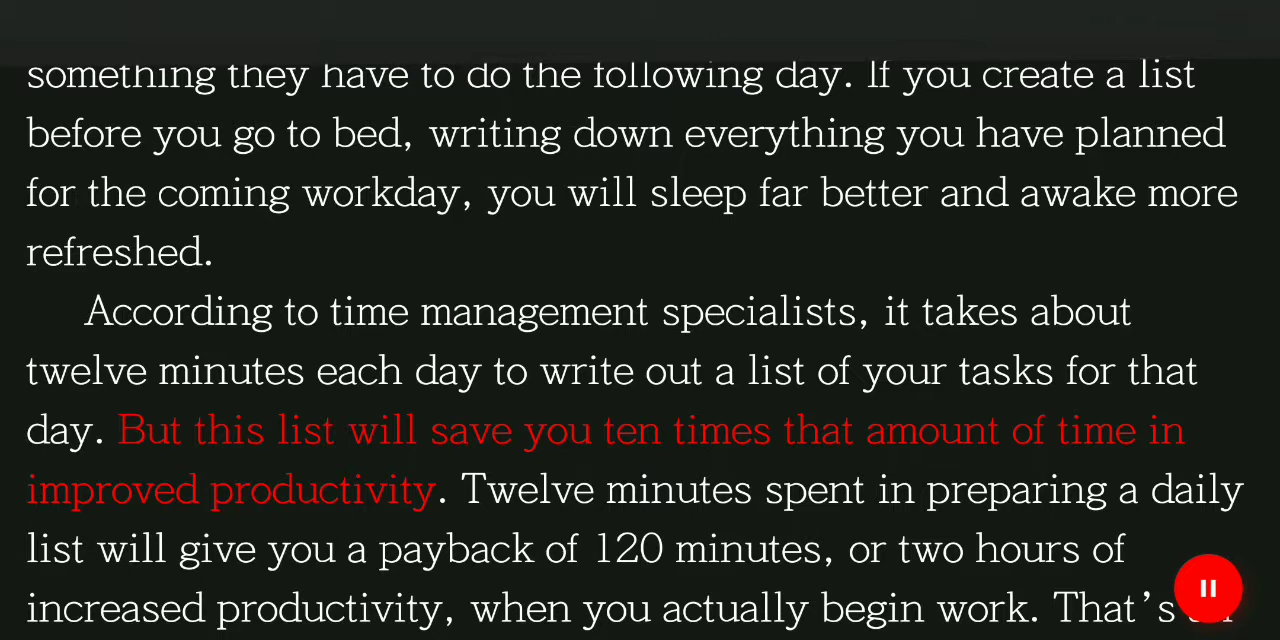 something they have to do the following day. If you create a list
before you go to bed, writing down everything you have planned
for the coming workday, you will sleep far better and awake more
refreshed.
According to time management specialists, it takes about
twelve minutes each day to write out a list of your tasks for that
day. But this list will save you ten times that amount of time in
improved productivity. Twelve minutes spent in preparing a daily
list will give you a payback of 120 minutes, or two hours of
increased productivity, when you actually begin work. That’s